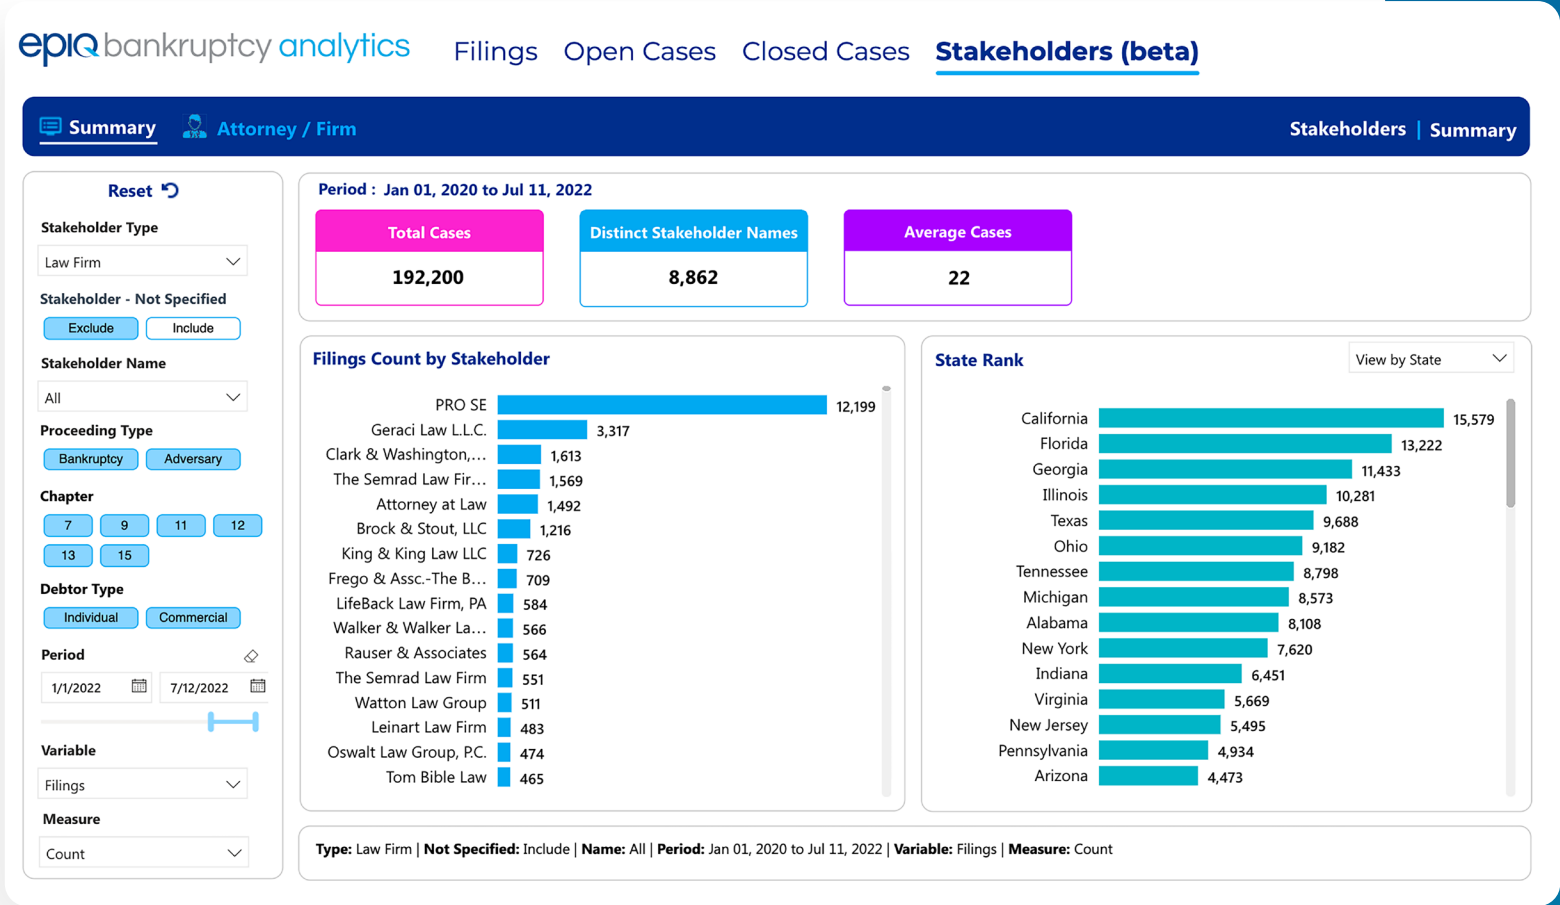 epiq bankruptcy analytics
Filings Open Cases Closed Cases Stakeholders (beta)
Summary Attorney / Firm Stakeholders | Summary
Reset
Stakeholder Type
Law Firm
Stakeholder - Not Specified
Exclude Include
Stakeholder Name
All
Proceeding Type
Bankruptcy Adversary
Chapter
7 9 11 12
13 15
Debtor Type
Individual Commercial
Period
1/1/2022 7/12/2022
Variable
Filings
Measure
Count
Period : Jan 01, 2020 to Jul 11, 2022
Total Cases
192,200
Distinct Stakeholder Names
8,862
Average Cases
22
Filings Count by Stakeholder
PRO SE 12,199
Geraci Law L.L.C. 3,317
Clark & Washington,... 1,613
The Semrad Law Fir... 1,569
Attorney at Law 1,492
Brock & Stout, LLC 1,216
King & King Law LLC 726
Frego & Assc.-The B... 709
LifeBack Law Firm, PA 584
Walker & Walker La... 566
Rauser & Associates 564
The Semrad Law Firm 551
Watton Law Group 511
Leinart Law Firm 483
Oswalt Law Group, P.C. 474
Tom Bible Law 465
State Rank
View by State
California 15,579
Florida 13,222
Georgia 11,433
Illinois 10,281
Texas 9,688
Ohio 9,182
Tennessee 8,798
Michigan 8,573
Alabama 8,108
New York 7,620
Indiana 6,451
Virginia 5,669
New Jersey 5,495
Pennsylvania 4,934
Arizona 4,473
Type: Law Firm | Not Specified: Include | Name: All | Period: Jan 01, 2020 to Jul 11, 2022 | Variable: Filings | Measure: Count